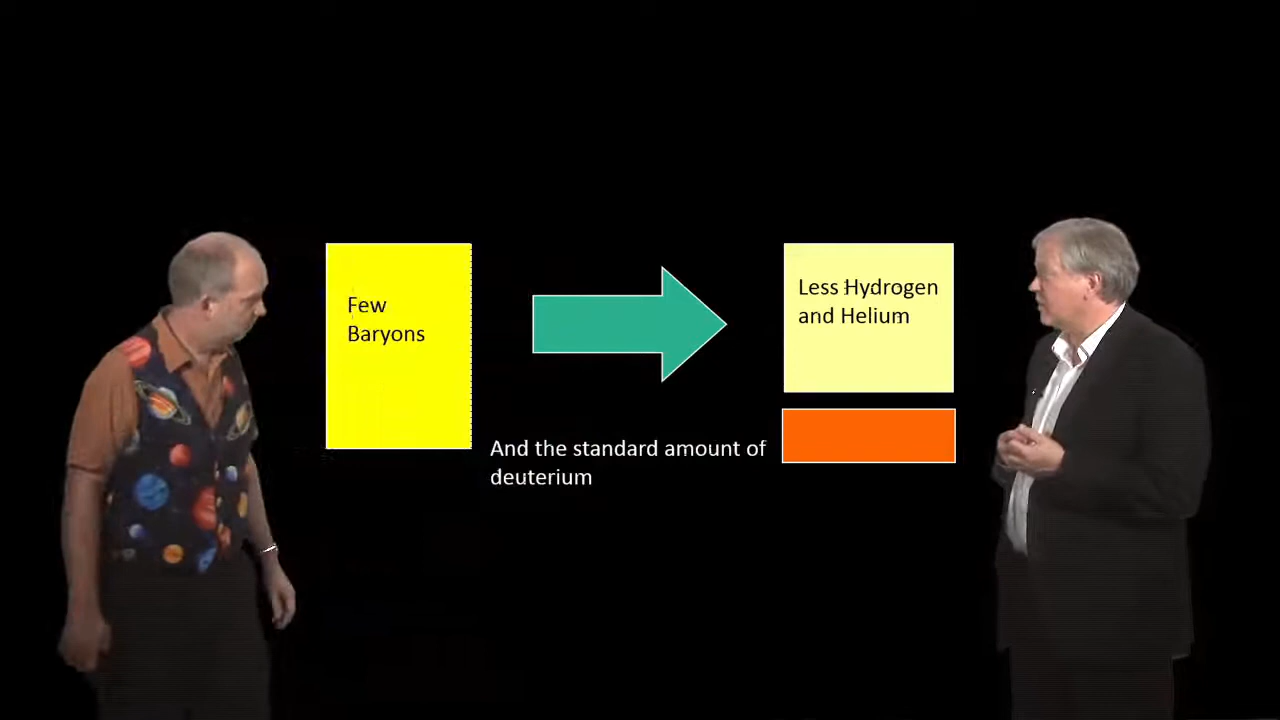 Few
Baryons
Less Hydrogen
and Helium
And the standard amount of
deuterium